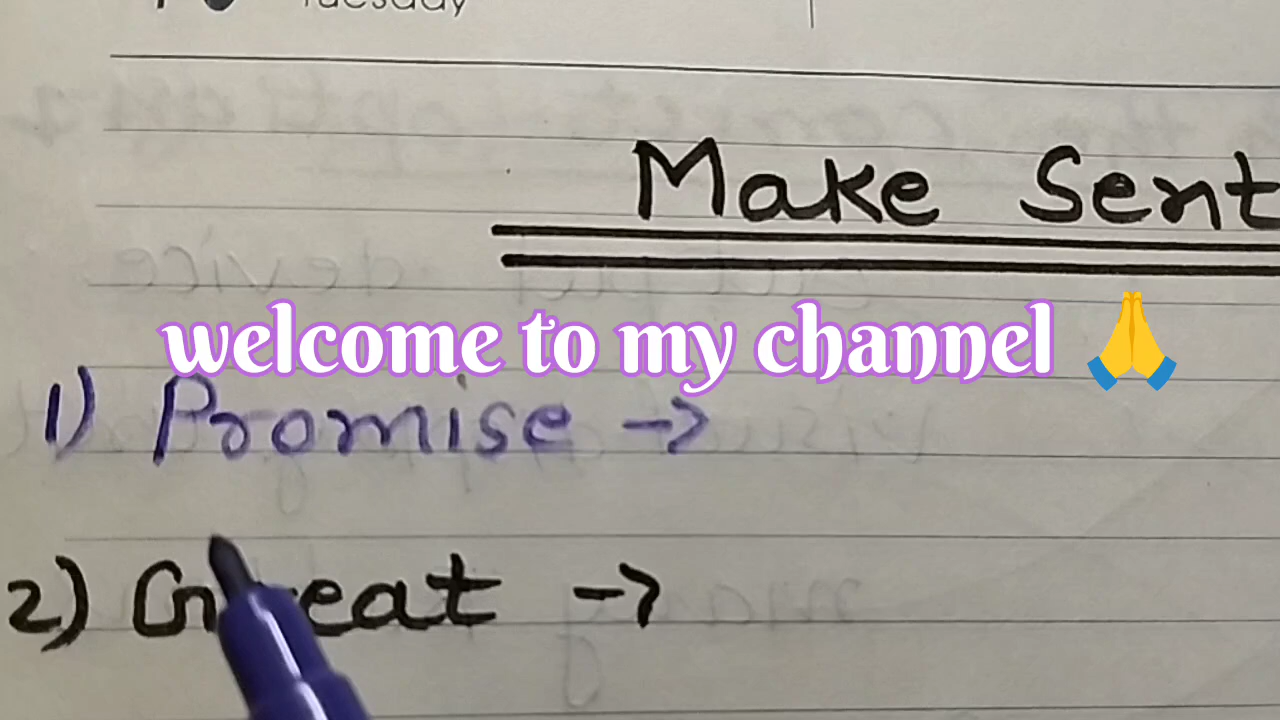 Tuesday
Make Sent
welcome to my channel 🙏
1) Promise →
2) Great →